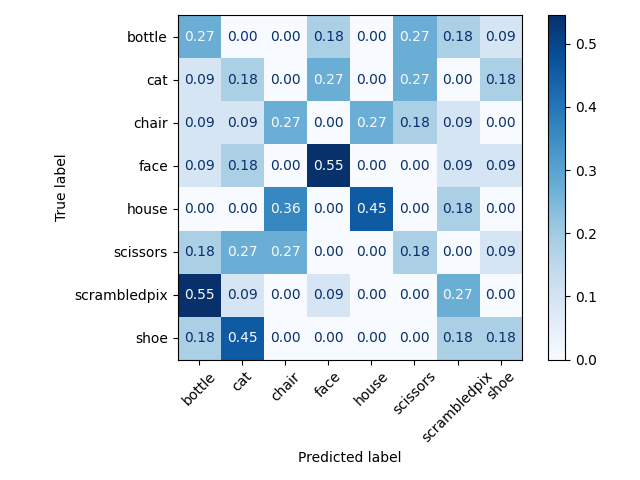 bottle 0.27 0.00 0.00 0.18 0.00 0.27 0.18 0.09
cat 0.09 0.18 0.00 0.27 0.00 0.27 0.00 0.18
chair 0.09 0.09 0.27 0.00 0.27 0.18 0.09 0.00
face 0.09 0.18 0.00 0.55 0.00 0.00 0.09 0.09
house 0.00 0.00 0.36 0.00 0.45 0.00 0.18 0.00
scissors 0.18 0.27 0.27 0.00 0.00 0.18 0.00 0.09
scrambledpix 0.55 0.09 0.00 0.09 0.00 0.00 0.27 0.00
shoe 0.18 0.45 0.00 0.00 0.00 0.00 0.18 0.18
True label
bottle cat chair face house scissors scrambledpix shoe
Predicted label
0.5
0.4
0.3
0.2
0.1
0.0